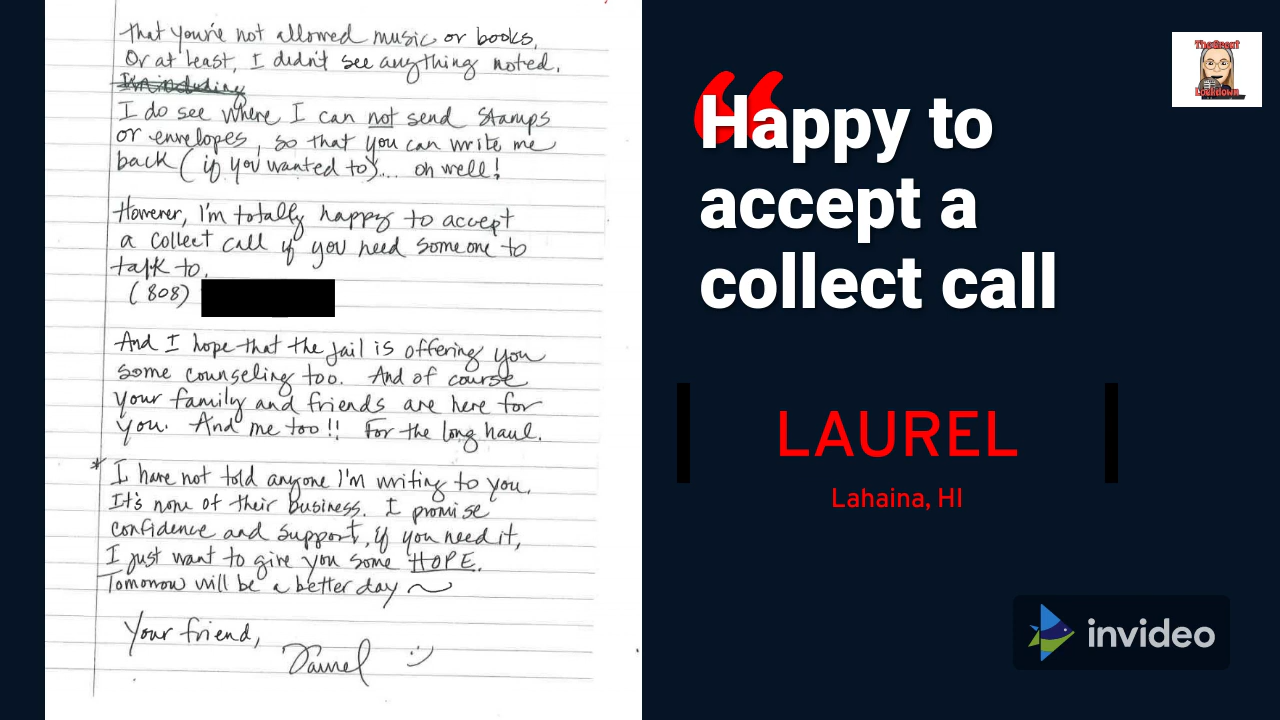 that you're not allowed music or books.
Or at least, I didn't see anything noted.
I'm including
I do see where I can not send stamps
or envelopes, so that you can write me
back (if you wanted to)... oh well!
However, I'm totally happy to accept
a collect call if you need someone to
talk to.
(808)
And I hope that the jail is offering you
some counseling too. And of course
your family and friends are here for
you. And me too!! For the long haul.
* I have not told anyone I'm writing to you.
It's none of their business. I promise
confidence and support, if you need it,
I just want to give you some HOPE.
Tomorrow will be a better day ~
Your friend,
Laurel :)
“Happy to
accept a
collect call
LAUREL
Lahaina, HI
TheGreat
Lockdown
invideo